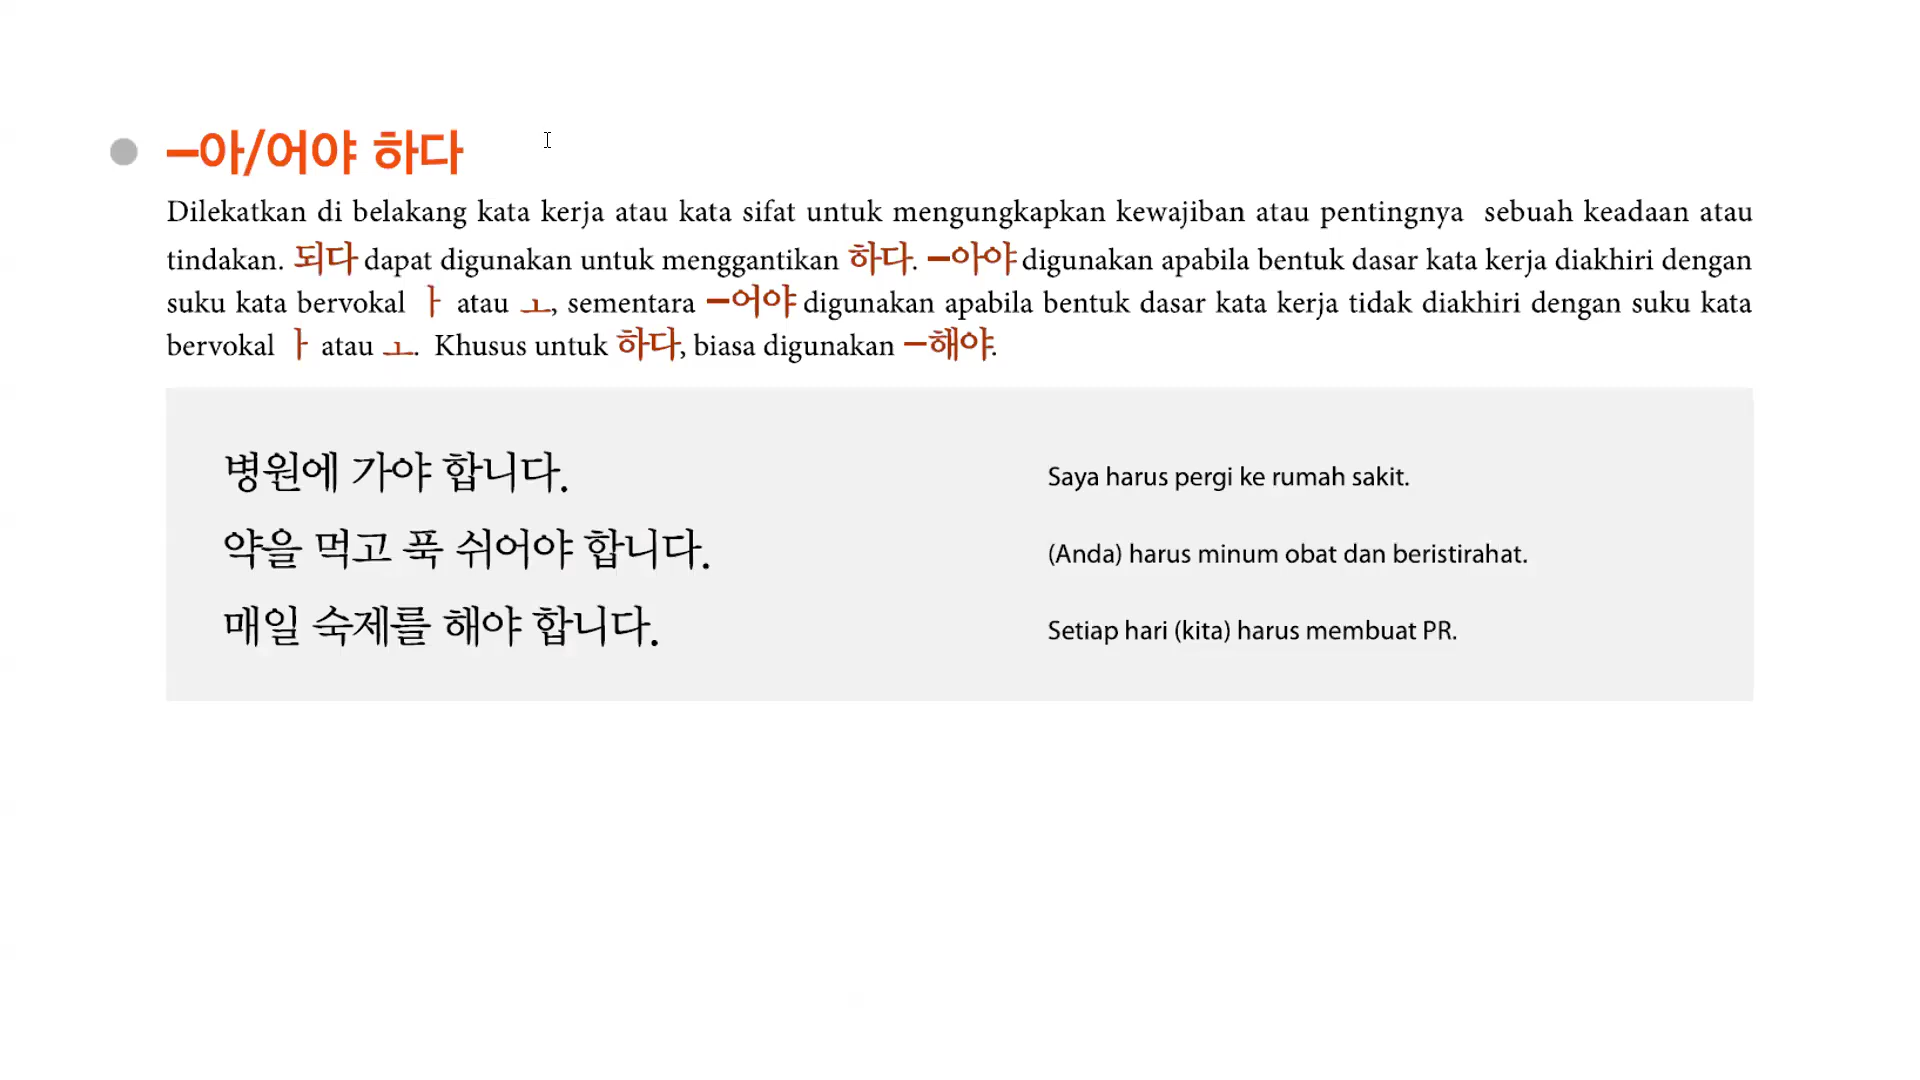 –아/어야 하다
Dilekatkan di belakang kata kerja atau kata sifat untuk mengungkapkan kewajiban atau pentingnya sebuah keadaan atau
tindakan. 되다 dapat digunakan untuk menggantikan 하다. –아야 digunakan apabila bentuk dasar kata kerja diakhiri dengan
suku kata bervokal ㅏ atau ㅗ, sementara –어야 digunakan apabila bentuk dasar kata kerja tidak diakhiri dengan suku kata
bervokal ㅏ atau ㅗ. Khusus untuk 하다, biasa digunakan –해야.
병원에 가야 합니다. Saya harus pergi ke rumah sakit.
약을 먹고 푹 쉬어야 합니다. (Anda) harus minum obat dan beristirahat.
매일 숙제를 해야 합니다. Setiap hari (kita) harus membuat PR.